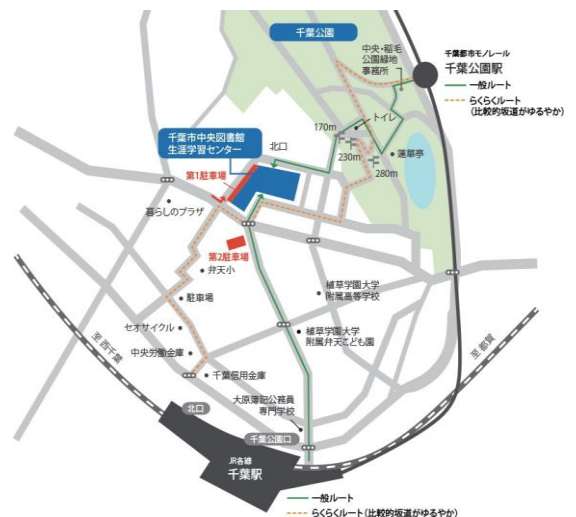 千葉公園
千葉都市モノレール
千葉公園駅
一般ルート
らくらくルート
(比較的坂道がゆるやか)
中央・稲毛
公園緑地
事務所
トイレ
170m
230m
280m
蓮華亭
千葉市中央図書館
生涯学習センター
北口
第1駐車場
暮らしのプラザ
第2駐車場
弁天小
駐車場
植草学園大学
附属高等学校
セオサイクル
植草学園大学
附属弁天こども園
至西千葉
至都賀
中央労働金庫
千葉信用金庫
大原簿記公務員
専門学校
北口
千葉公園口
JR各線
千葉駅
一般ルート
らくらくルート(比較的坂道がゆるやか)